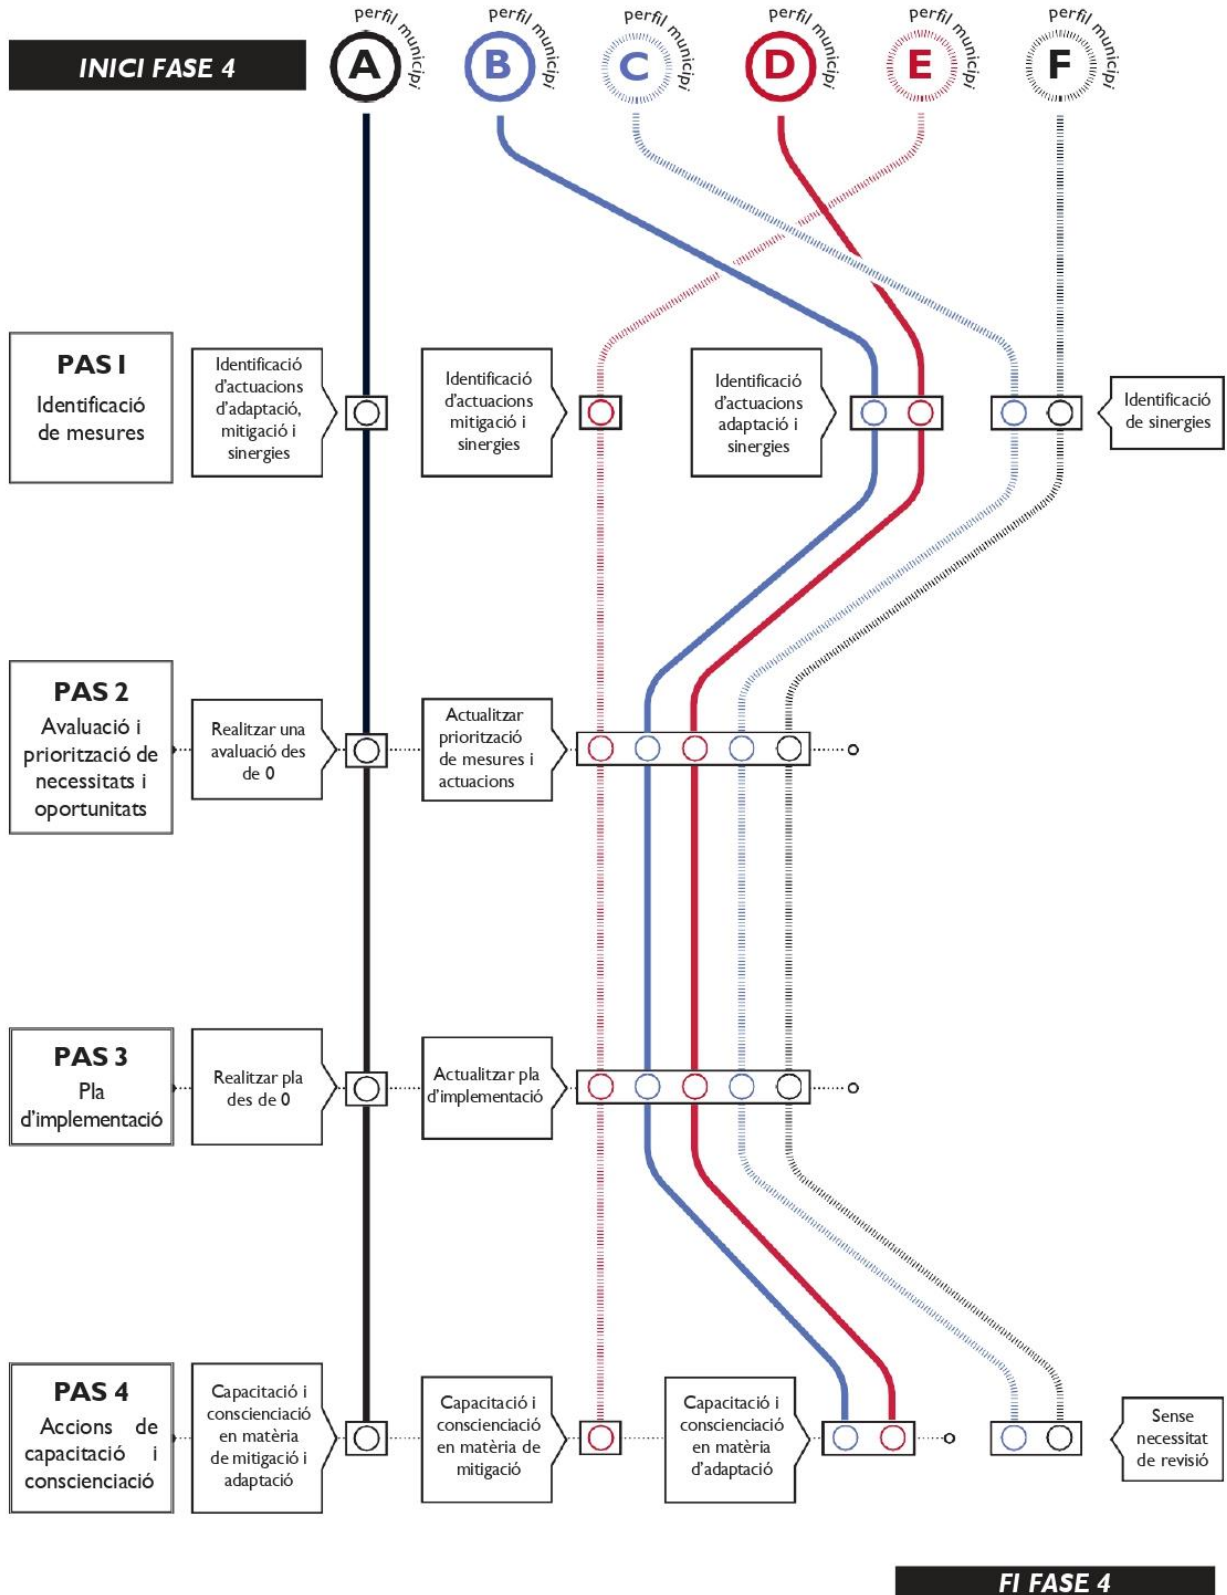 perfil municipi
perfil municipi
perfil municipi
perfil municipi
perfil municipi
perfil municipi
INICI FASE 4
A
B
C
D
E
F
PAS I
Identificació
de mesures
Identificació
d'actuacions
d'adaptació,
mitigació i
sinergies
Identificació
d'actuacions
mitigació i
sinergies
Identificació
d'actuacions
adaptació i
sinergies
Identificació
de sinergies
PAS 2
Avaluació i
priorització de
necessitats i
oportunitats
Realitzar una
avaluació des
de 0
Actualitzar
priorització
de mesures i
actuacions
PAS 3
Pla
d'implementació
Realitzar pla
des de 0
Actualitzar pla
d'implementació
PAS 4
Accions de
capacitació i
conscienciació
Capacitació i
conscienciació
en matèria
de mitigació i
adaptació
Capacitació i
conscienciació
en matèria de
mitigació
Capacitació i
conscienciació
en matèria
d'adaptació
Sense
necessitat
de revisió
FI FASE 4